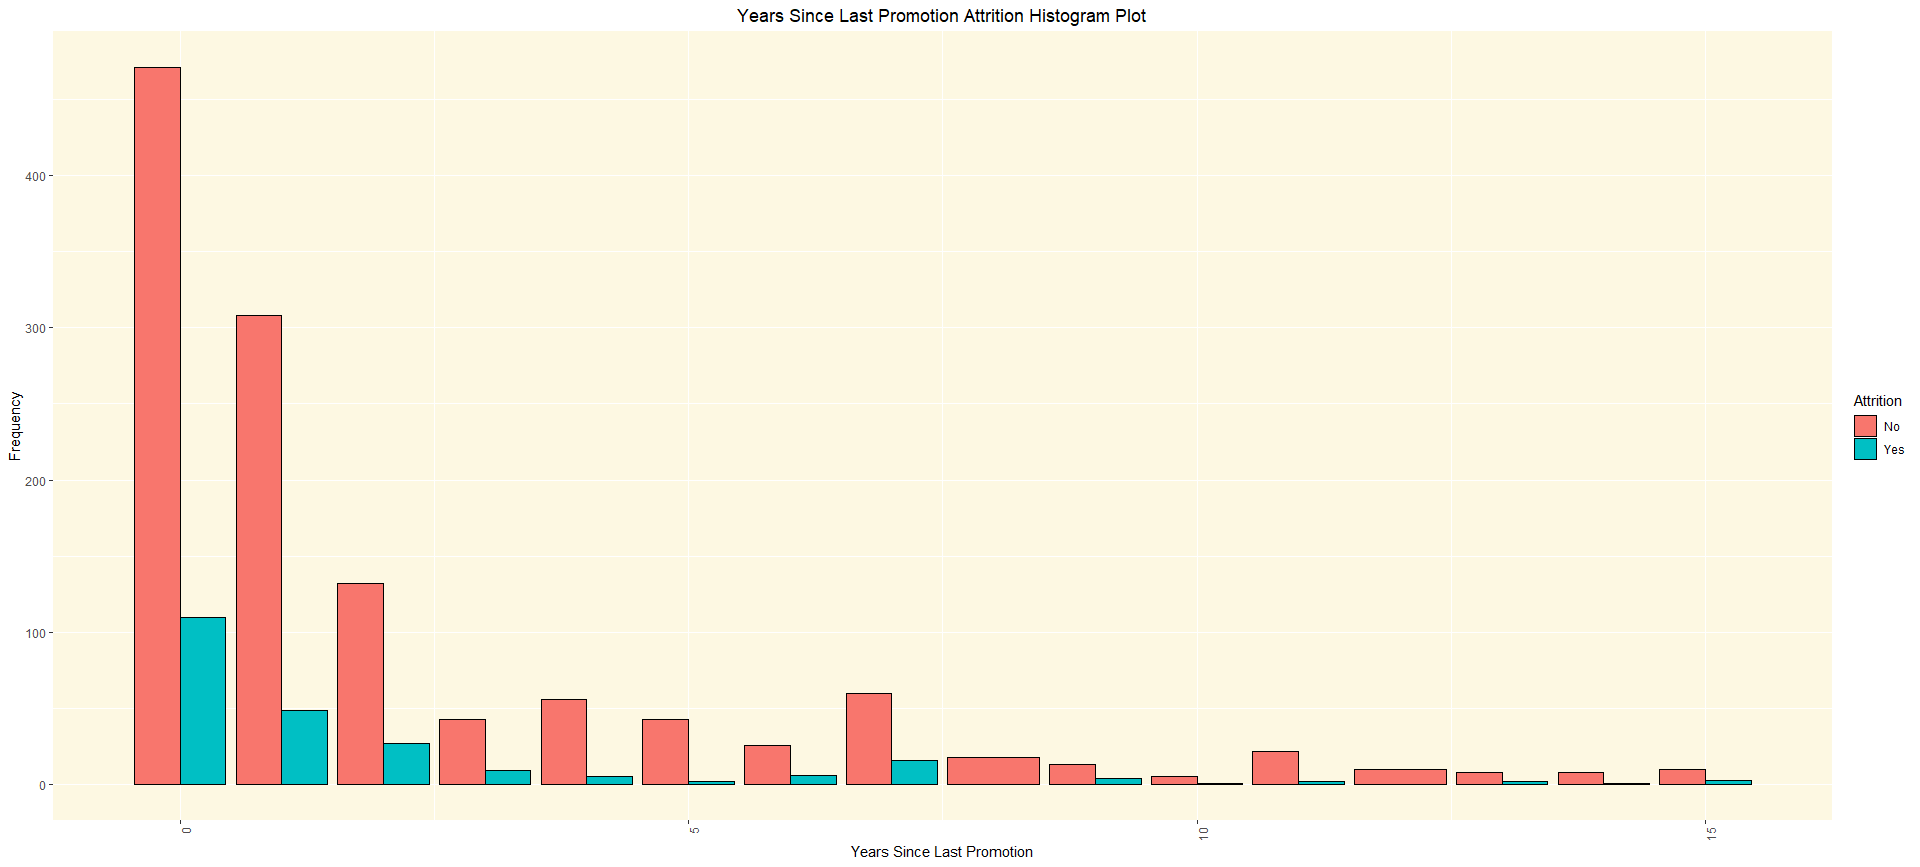 Years Since Last Promotion Attrition Histogram Plot
Frequency
400
300
200
100
0
0
5
10
15
Years Since Last Promotion
Attrition
No
Yes